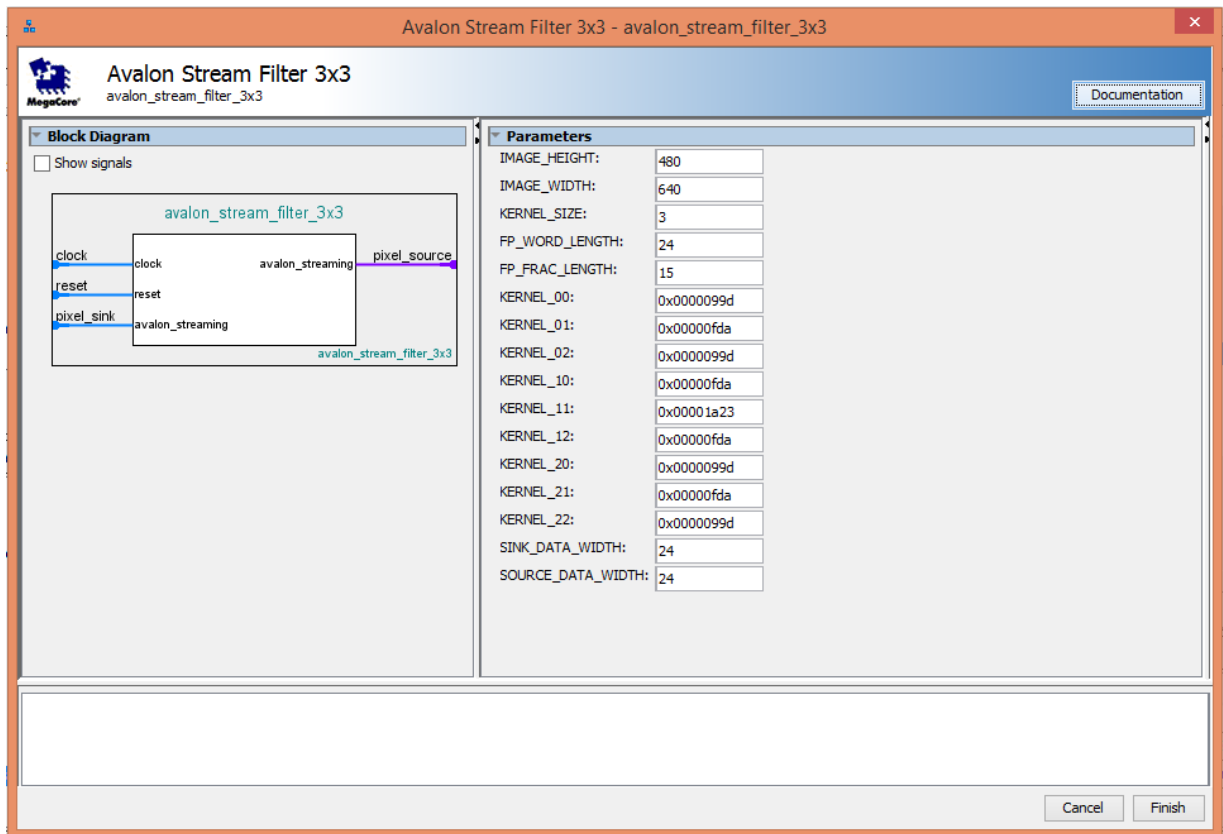 Avalon Stream Filter 3x3 - avalon_stream_filter_3x3
MegaCore®
Avalon Stream Filter 3x3
avalon_stream_filter_3x3
Documentation
Block Diagram
Show signals
avalon_stream_filter_3x3
clock
clock
avalon_streaming
pixel_source
reset
reset
pixel_sink
avalon_streaming
avalon_stream_filter_3x3
Parameters
IMAGE_HEIGHT: 480
IMAGE_WIDTH: 640
KERNEL_SIZE: 3
FP_WORD_LENGTH: 24
FP_FRAC_LENGTH: 15
KERNEL_00: 0x0000099d
KERNEL_01: 0x00000fda
KERNEL_02: 0x0000099d
KERNEL_10: 0x00000fda
KERNEL_11: 0x00001a23
KERNEL_12: 0x00000fda
KERNEL_20: 0x0000099d
KERNEL_21: 0x00000fda
KERNEL_22: 0x0000099d
SINK_DATA_WIDTH: 24
SOURCE_DATA_WIDTH: 24
Cancel
Finish